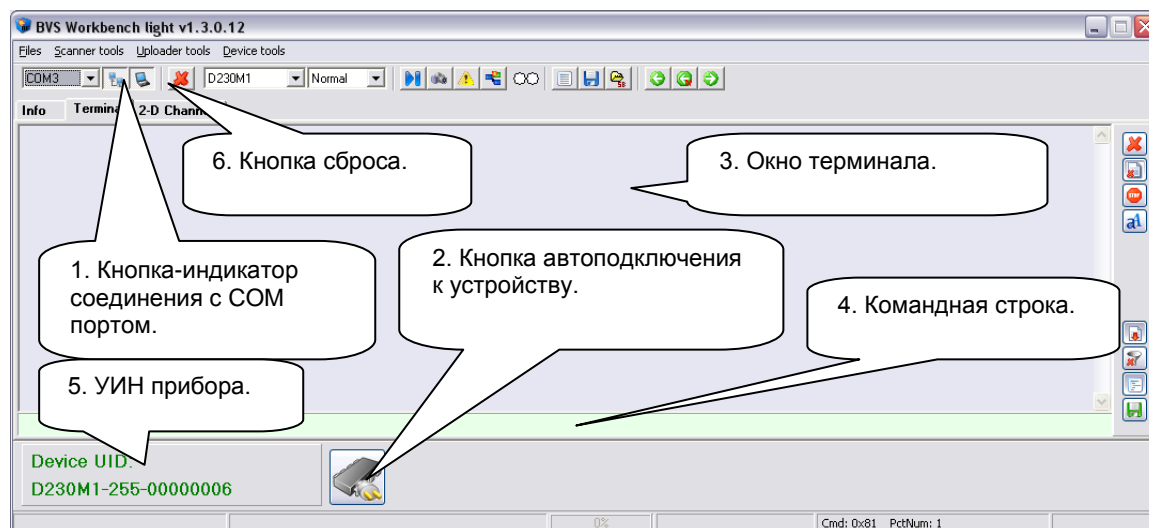 BVS Workbench light v1.3.0.12
Files Scanner tools Uploader tools Device tools
COM3 D230M1 Normal
Info Termina 2-D Chann
6. Кнопка сброса.
3. Окно терминала.
1. Кнопка-индикатор
соединения с COM
портом.
2. Кнопка автоподключения
к устройству.
4. Командная строка.
5. УИН прибора.
Device UID:
D230M1-255-00000006
0%
Cmd: 0x81 PctNum: 1